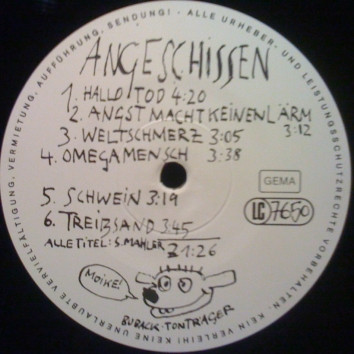 ANGESCHISSEN
1. HALLO TOD 4:20
2. ANGST MACHT KEINEN LÄRM 3:12
3. WELTSCHMERZ 3:05
4. OMEGAMENSCH 3:38
5. SCHWEIN 3:19
6. TREIBSAND 3:45
ALLE TITEL: S. MAHLER 21:26
GEMA
LC 7650
MOIKE!
BUBACK · TONTRÄGER
ALLE URHEBER- UND LEISTUNGSSCHUTZRECHTE VORBEHALTEN · KEIN VERLEIH! KEINE UNERLAUBTE VERVIELFÄLTIGUNG, VERMIETUNG, AUFFÜHRUNG, SENDUNG! -